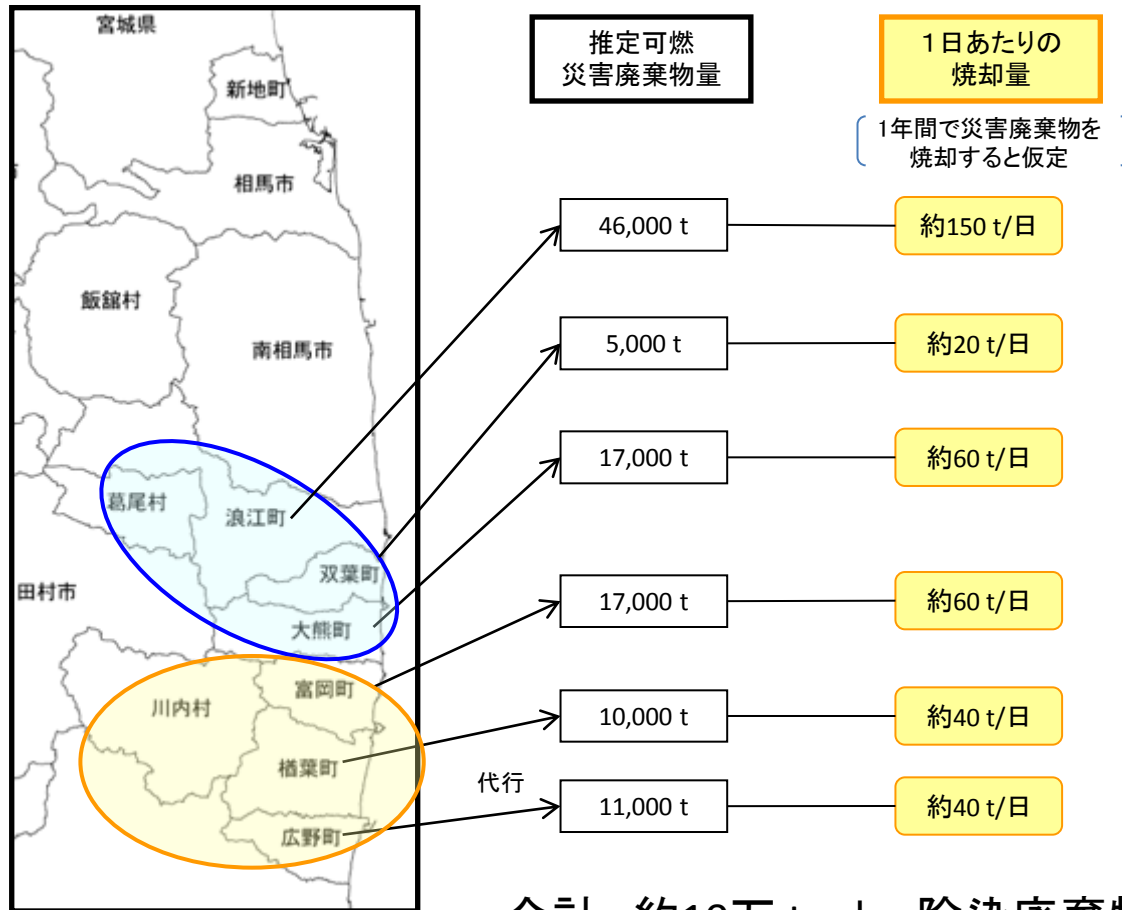 宮城県
新地町
相馬市
飯舘村
南相馬市
葛尾村
浪江町
双葉町
田村市
大熊町
富岡町
川内村
楢葉町
広野町
推定可燃
災害廃棄物量
１日あたりの
焼却量
1年間で災害廃棄物を
焼却すると仮定
46,000 t
約150 t/日
5,000 t
約20 t/日
17,000 t
約60 t/日
17,000 t
約60 t/日
10,000 t
約40 t/日
代行
11,000 t
約40 t/日